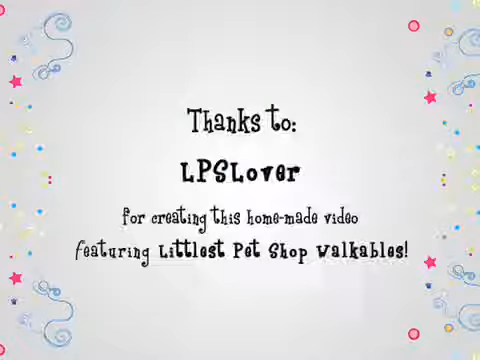 Thanks to:
LPSLover
for creating this home-made video
featuring Littlest Pet Shop Walkables!